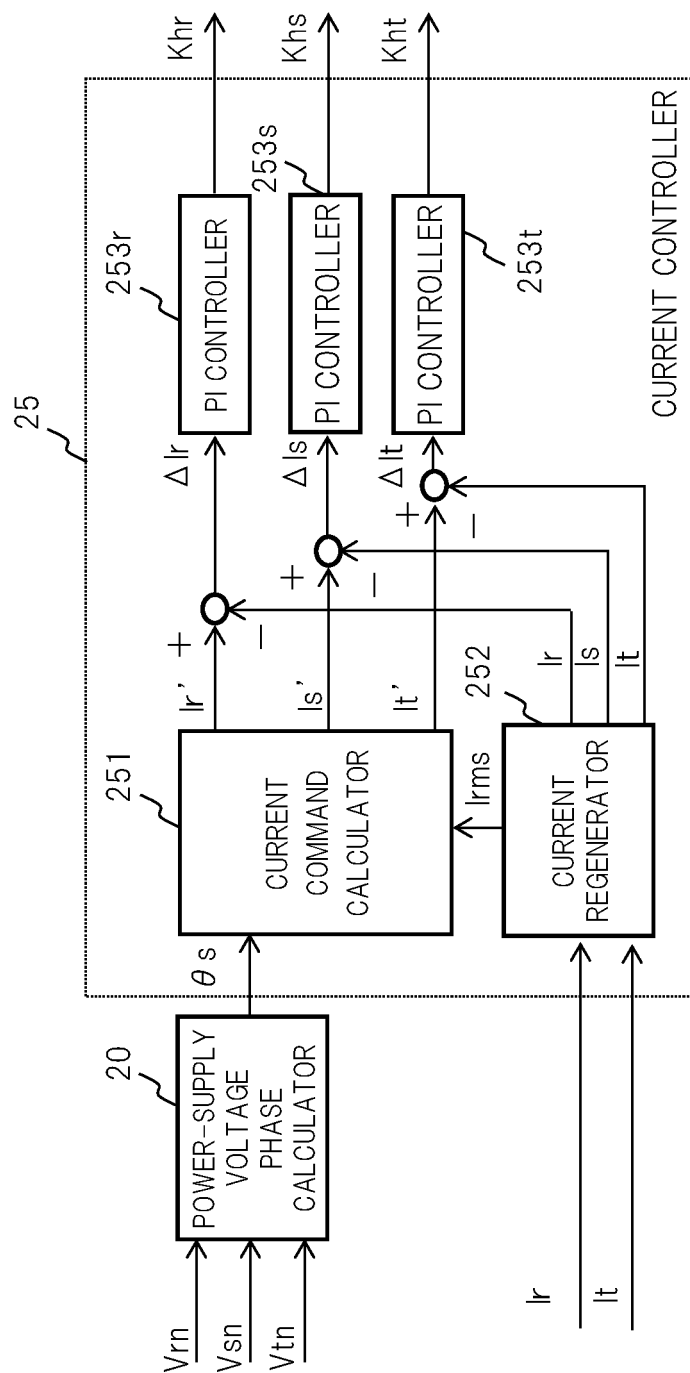 25
20
POWER-SUPPLY
VOLTAGE
PHASE
CALCULATOR
Vrn
Vsn
Vtn
θs
251
CURRENT
COMMAND
CALCULATOR
Ir'
Is'
It'
+
−
+
−
+
−
ΔIr
ΔIs
ΔIt
253r
PI CONTROLLER
253s
PI CONTROLLER
253t
PI CONTROLLER
Khr
Khs
Kht
Irms
252
CURRENT
REGENERATOR
Ir
Is
It
Ir
It
CURRENT CONTROLLER